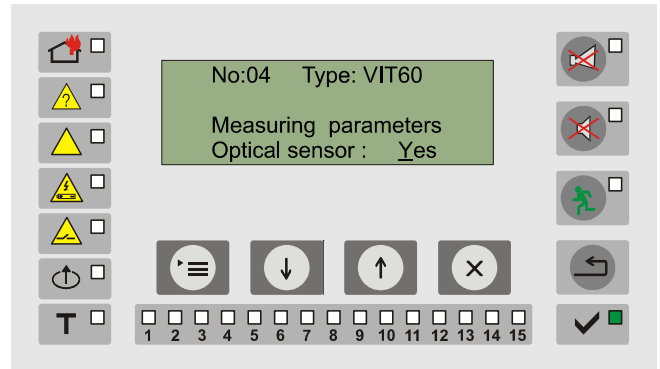 No:04 Type: VIT60
Measuring parameters
Optical sensor : Yes
?
T
1 2 3 4 5 6 7 8 9 10 11 12 13 14 15